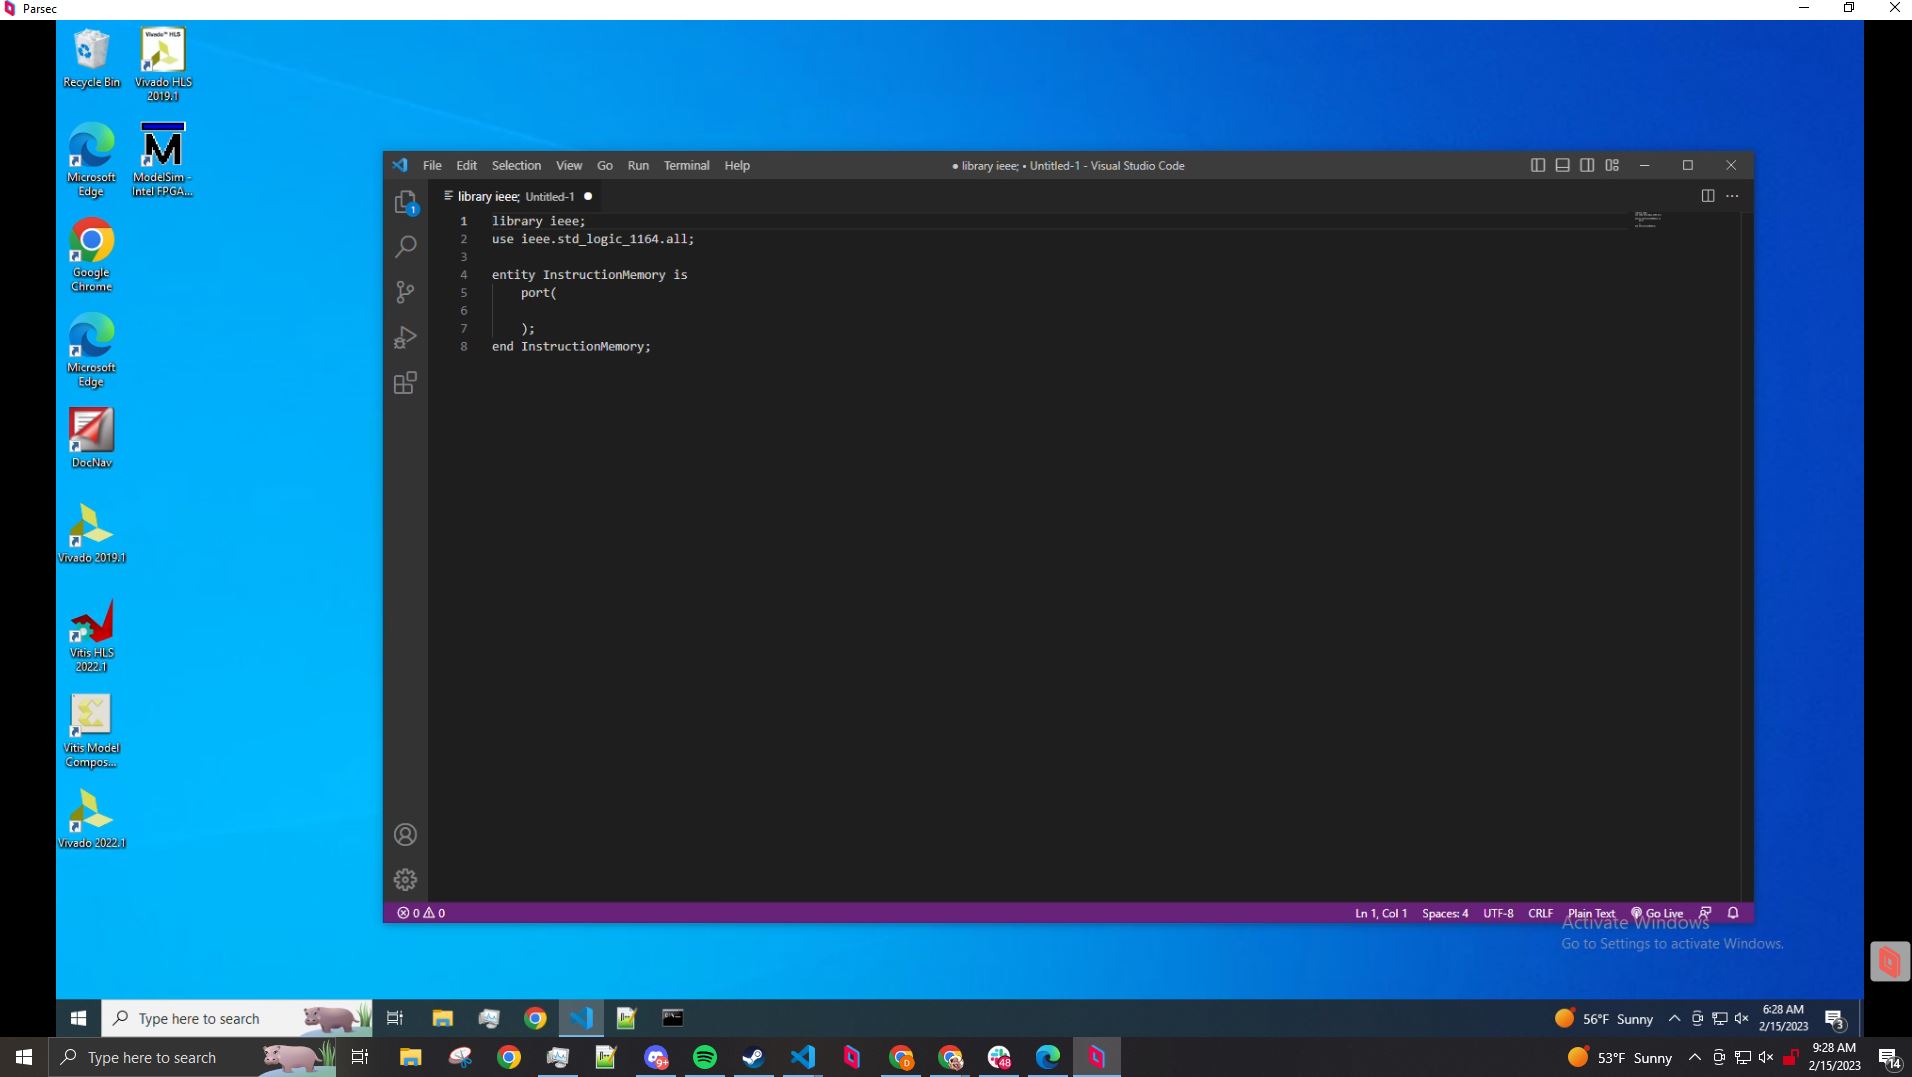 Parsec
Recycle Bin
Vivado™ HLS
Vivado HLS
2019.1
Microsoft
Edge
M
ModelSim -
Intel FPGA...
Google
Chrome
Microsoft
Edge
DocNav
Vivado 2019.1
Vitis HLS
2022.1
Vitis Model
Compos...
Vivado 2022.1
File Edit Selection View Go Run Terminal Help
● library ieee; • Untitled-1 - Visual Studio Code
1
library ieee; Untitled-1 ●
1 library ieee;
2 use ieee.std_logic_1164.all;
3
4 entity InstructionMemory is
5 port(
6
7 );
8 end InstructionMemory;
0 0
Ln 1, Col 1 Spaces: 4 UTF-8 CRLF Plain Text Go Live
Activate Windows
Go to Settings to activate Windows.
Type here to search
56°F Sunny
6:28 AM
2/15/2023
3
Type here to search
9+
D
48
53°F Sunny
9:28 AM
2/15/2023
14